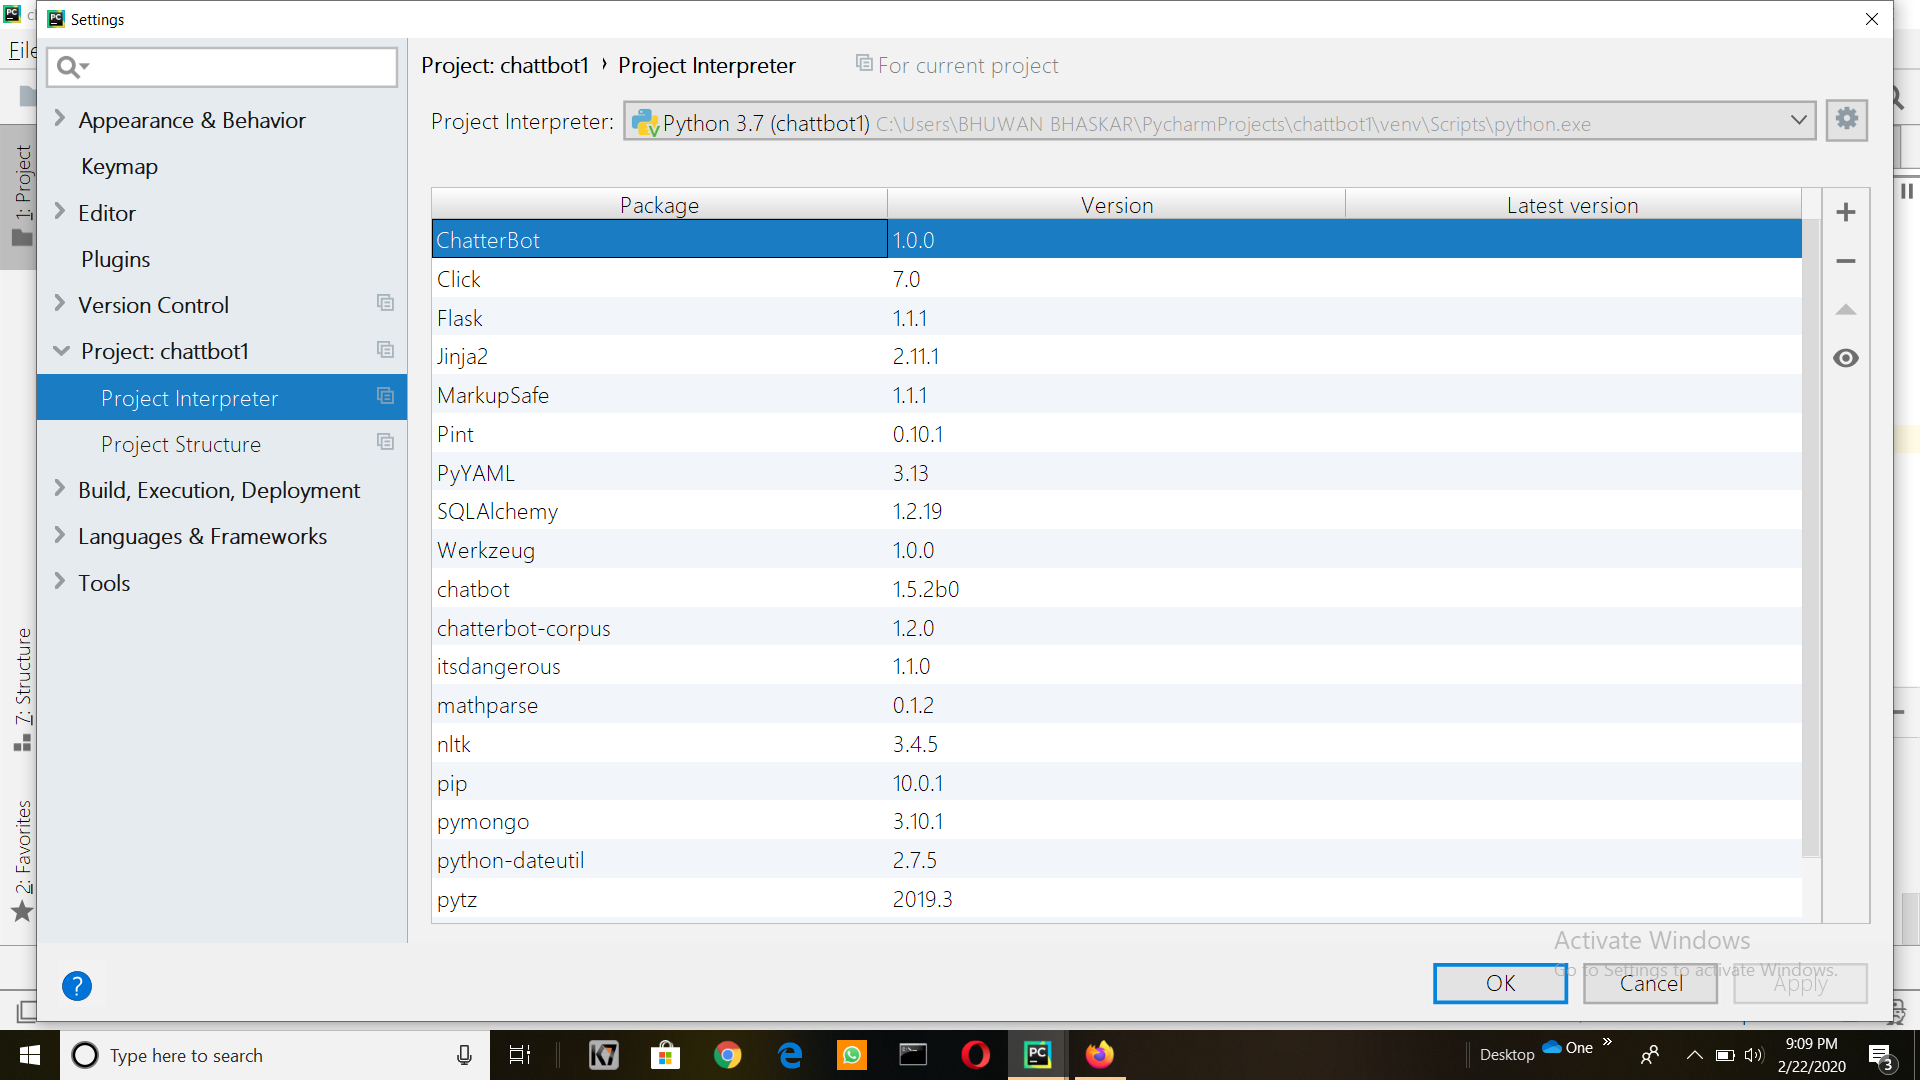 Settings
File
Project: chattbot1 › Project Interpreter
For current project
Appearance & Behavior
Keymap
Editor
Plugins
Version Control
Project: chattbot1
Project Interpreter
Project Structure
Build, Execution, Deployment
Languages & Frameworks
Tools
1: Project
7: Structure
2: Favorites
Project Interpreter: Python 3.7 (chattbot1) C:\Users\BHUWAN BHASKAR\PycharmProjects\chattbot1\venv\Scripts\python.exe
Package Version Latest version
ChatterBot 1.0.0
Click 7.0
Flask 1.1.1
Jinja2 2.11.1
MarkupSafe 1.1.1
Pint 0.10.1
PyYAML 3.13
SQLAlchemy 1.2.19
Werkzeug 1.0.0
chatbot 1.5.2b0
chatterbot-corpus 1.2.0
itsdangerous 1.1.0
mathparse 0.1.2
nltk 3.4.5
pip 10.0.1
pymongo 3.10.1
python-dateutil 2.7.5
pytz 2019.3
Activate Windows
Go to Settings to activate Windows.
?
OK Cancel Apply
Type here to search
K7
PC
Desktop
One
9:09 PM
2/22/2020
3